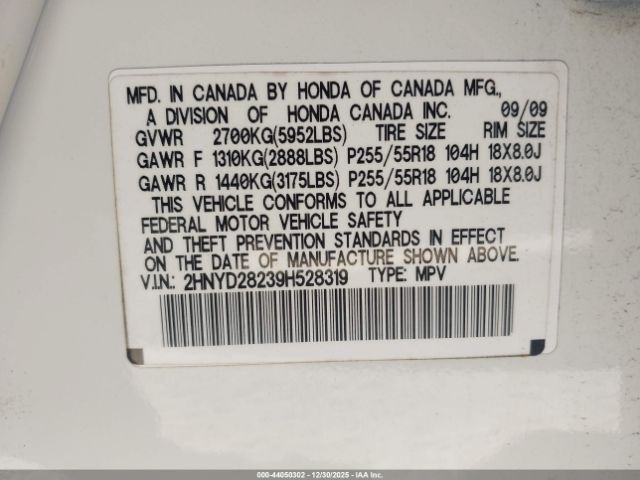 MFD. IN CANADA BY HONDA OF CANADA MFG.,
A DIVISION OF HONDA CANADA INC. 09/09
GVWR 2700KG(5952LBS) TIRE SIZE RIM SIZE
GAWR F 1310KG(2888LBS) P255/55R18 104H 18X8.0J
GAWR R 1440KG(3175LBS) P255/55R18 104H 18X8.0J
THIS VEHICLE CONFORMS TO ALL APPLICABLE
FEDERAL MOTOR VEHICLE SAFETY
AND THEFT PREVENTION STANDARDS IN EFFECT
ON THE DATE OF MANUFACTURE SHOWN ABOVE.
V.I.N.: 2HNYD28239H528319 TYPE: MPV
000-44050302 - 12/30/2025 - COPYRIGHT IAA, LLC.